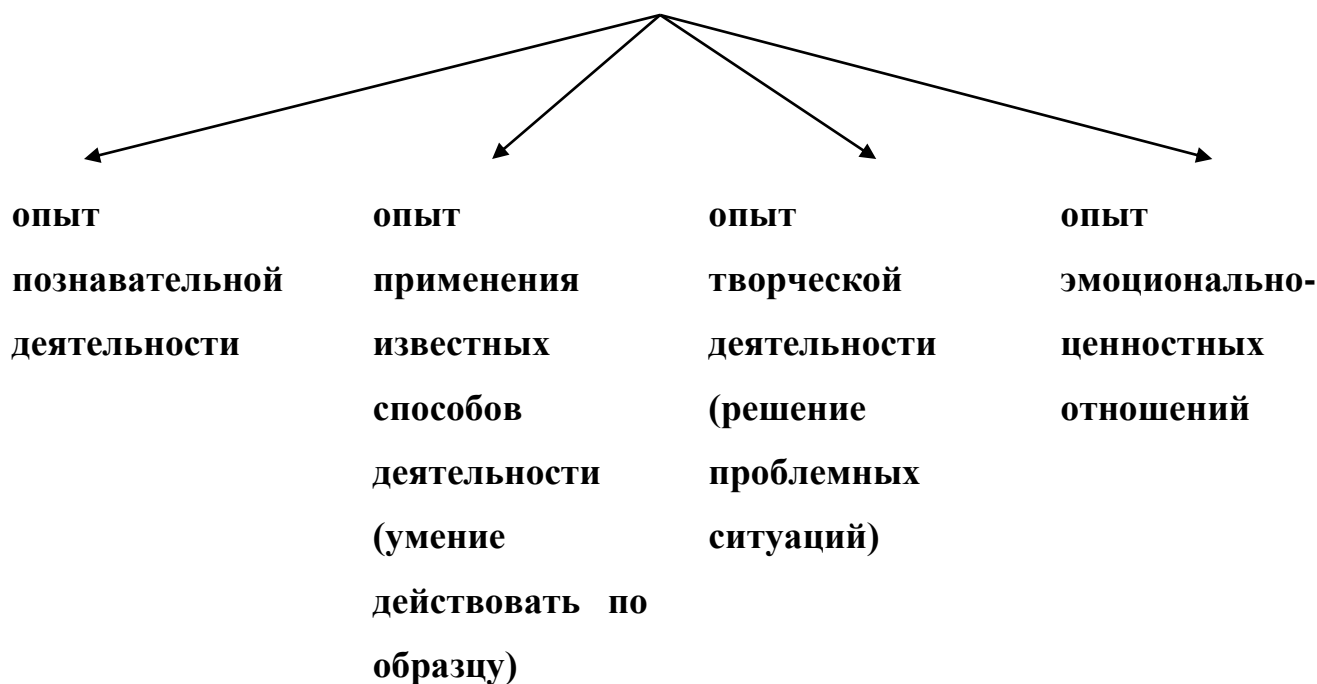 опыт
познавательной
деятельности
опыт
применения
известных
способов
деятельности
(умение
действовать по
образцу)
опыт
творческой
деятельности
(решение
проблемных
ситуаций)
опыт
эмоционально-
ценностных
отношений